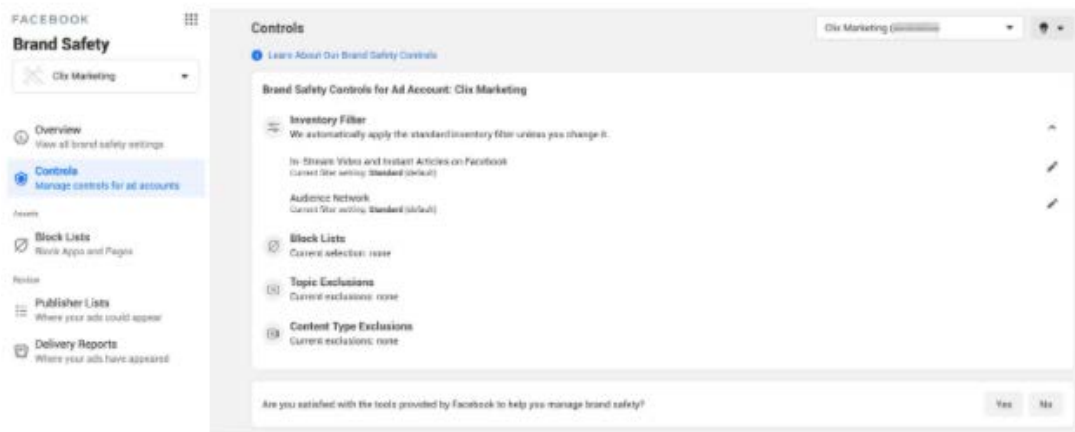 FACEBOOK
Brand Safety
Clix Marketing
Overview
View all brand safety settings
Controls
Manage controls for ad accounts
Assets
Block Lists
Block Apps and Pages
Review
Publisher Lists
Where your ads could appear
Delivery Reports
Where your ads have appeared
Controls
Clix Marketing
Learn About Our Brand Safety Controls
Brand Safety Controls for Ad Account: Clix Marketing
Inventory Filter
We automatically apply the standard inventory filter unless you change it.
In-Stream Video and Instant Articles on Facebook
Current filter setting: Standard (default)
Audience Network
Current filter setting: Standard (default)
Block Lists
Current selection: none
Topic Exclusions
Current exclusions: none
Content Type Exclusions
Current exclusions: none
Are you satisfied with the tools provided by Facebook to help you manage brand safety?
Yes
No